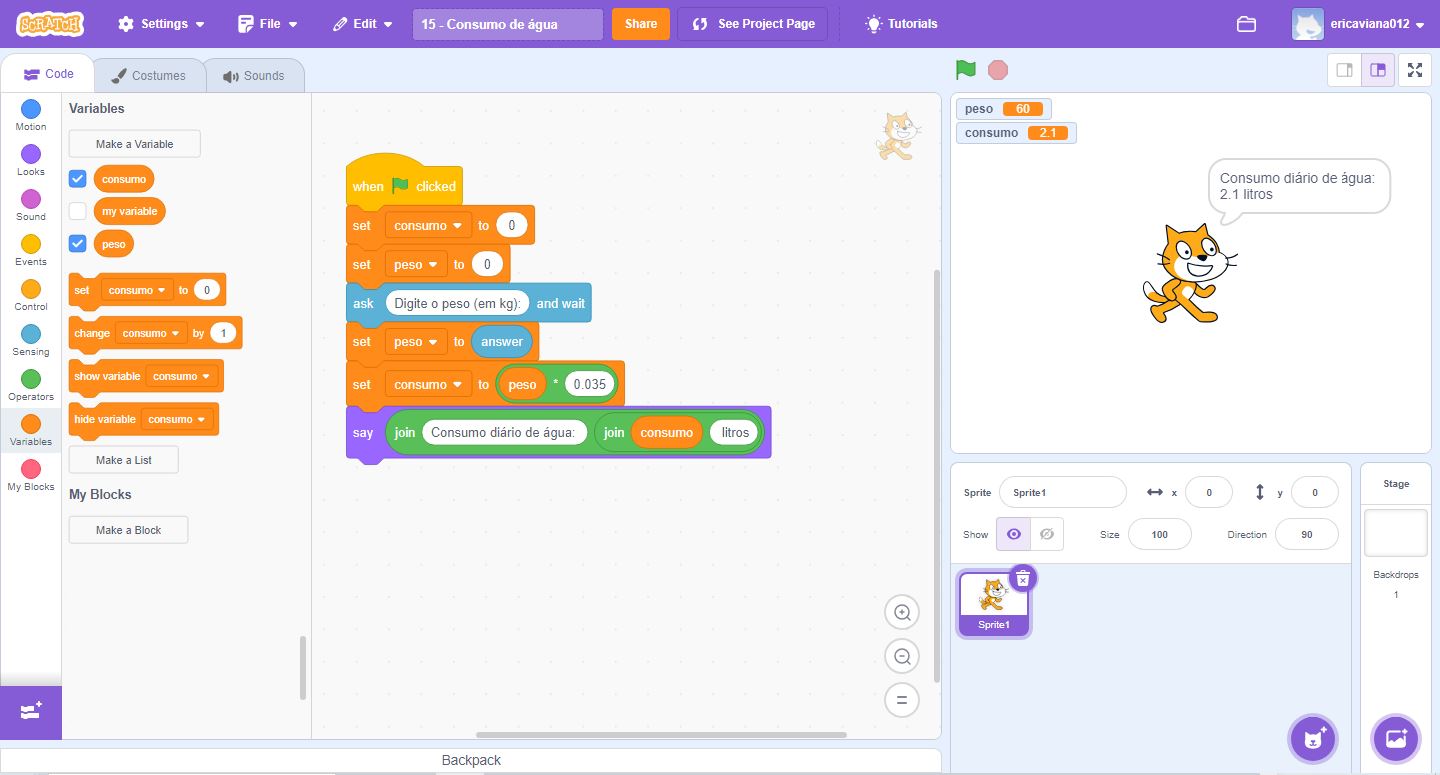 SCRATCH Settings File Edit 15 - Consumo de água Share See Project Page Tutorials ericaviana012
Code Costumes Sounds
Motion
Looks
Sound
Events
Control
Sensing
Operators
Variables
My Blocks
Variables
Make a Variable
consumo
my variable
peso
set consumo to 0
change consumo by 1
show variable consumo
hide variable consumo
Make a List
My Blocks
Make a Block
when clicked
set consumo to 0
set peso to 0
ask Digite o peso (em kg): and wait
set peso to answer
set consumo to peso * 0.035
say join Consumo diário de água: join consumo litros
Backpack
peso 60
consumo 2.1
Consumo diário de água:
2.1 litros
Sprite Sprite1 x 0 y 0
Show Size 100 Direction 90
Sprite1
Stage
Backdrops
1